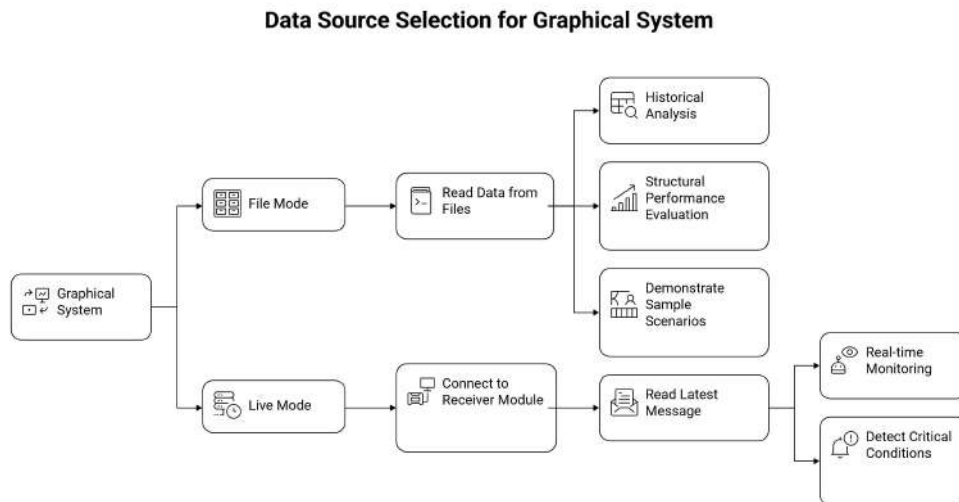 Data Source Selection for Graphical System
Historical
Analysis
File Mode
Read Data from
Files
Structural
Performance
Evaluation
Graphical
System
Demonstrate
Sample
Scenarios
Live Mode
Connect to
Receiver Module
Read Latest
Message
Real-time
Monitoring
Detect Critical
Conditions